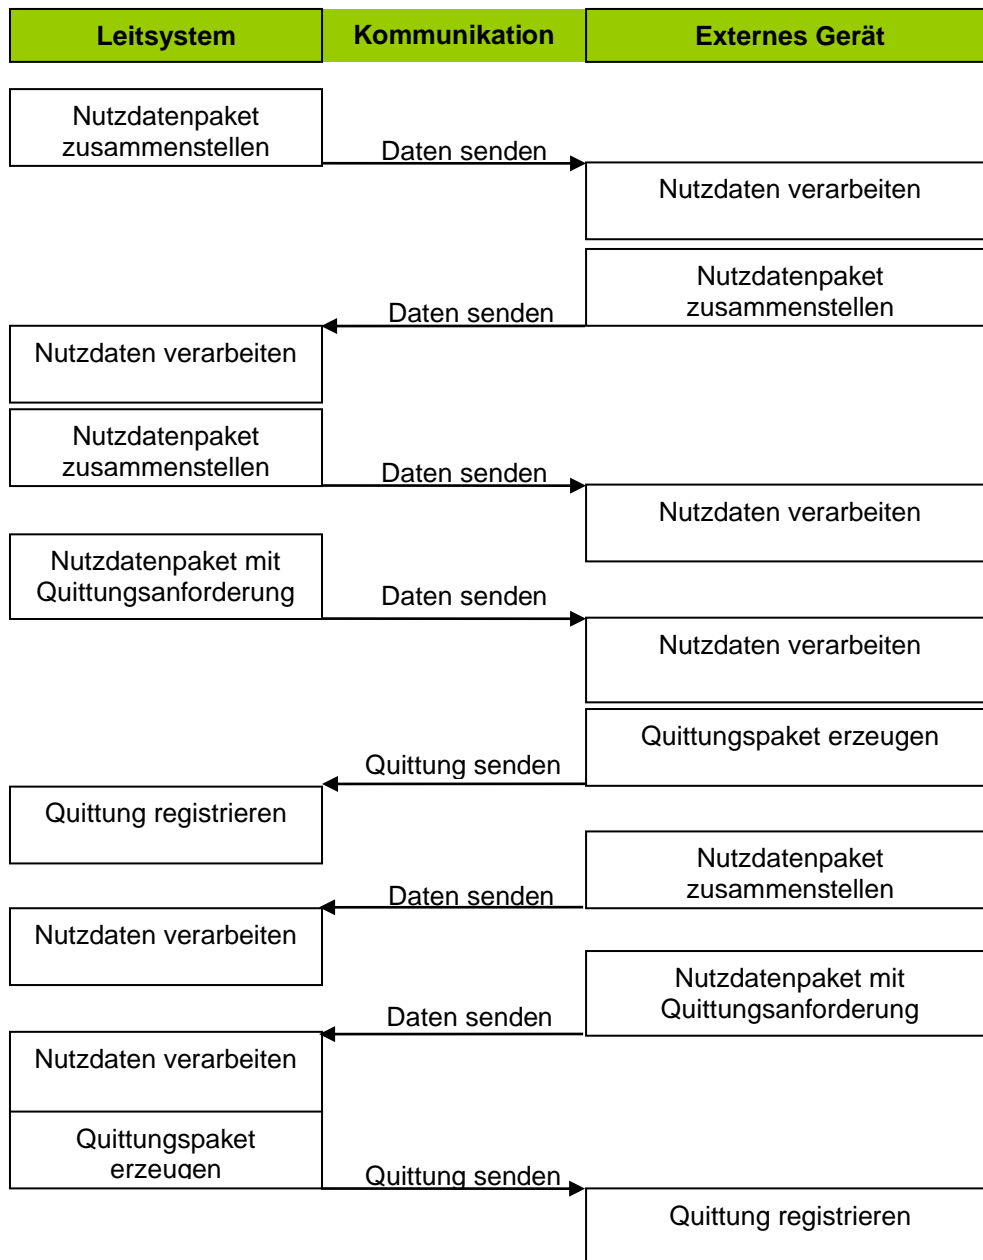 Leitsystem
Kommunikation
Externes Gerät
Nutzdatenpaket
zusammenstellen
Daten senden
Nutzdaten verarbeiten
Nutzdatenpaket
zusammenstellen
Daten senden
Nutzdaten verarbeiten
Nutzdatenpaket
zusammenstellen
Daten senden
Nutzdaten verarbeiten
Nutzdatenpaket mit
Quittungsanforderung
Daten senden
Nutzdaten verarbeiten
Quittungspaket erzeugen
Quittung senden
Quittung registrieren
Nutzdatenpaket
zusammenstellen
Daten senden
Nutzdaten verarbeiten
Nutzdatenpaket mit
Quittungsanforderung
Daten senden
Nutzdaten verarbeiten
Quittungspaket
erzeugen
Quittung senden
Quittung registrieren